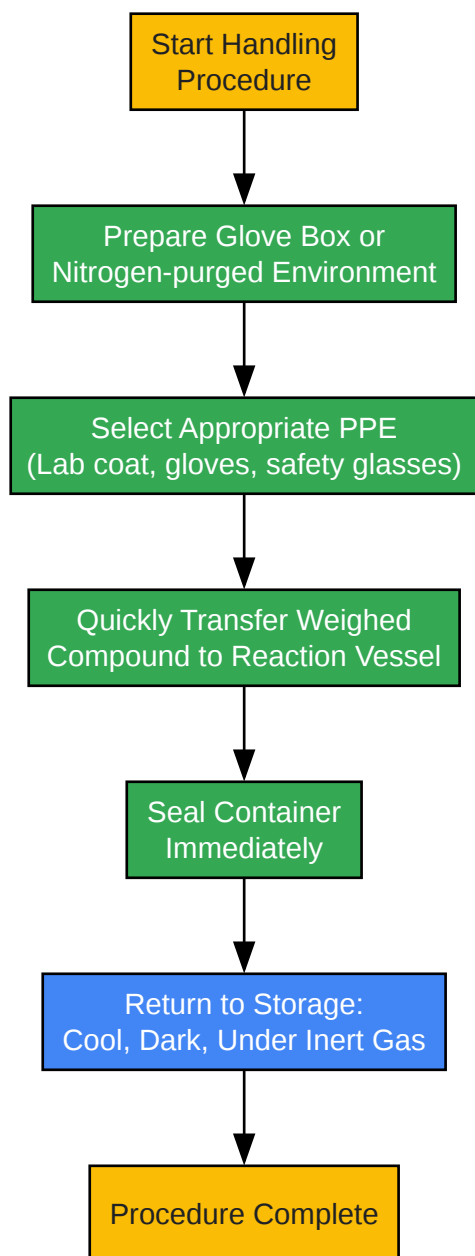 Start Handling
Procedure
Prepare Glove Box or
Nitrogen-purged Environment
Select Appropriate PPE
(Lab coat, gloves, safety glasses)
Quickly Transfer Weighed
Compound to Reaction Vessel
Seal Container
Immediately
Return to Storage:
Cool, Dark, Under Inert Gas
Procedure Complete